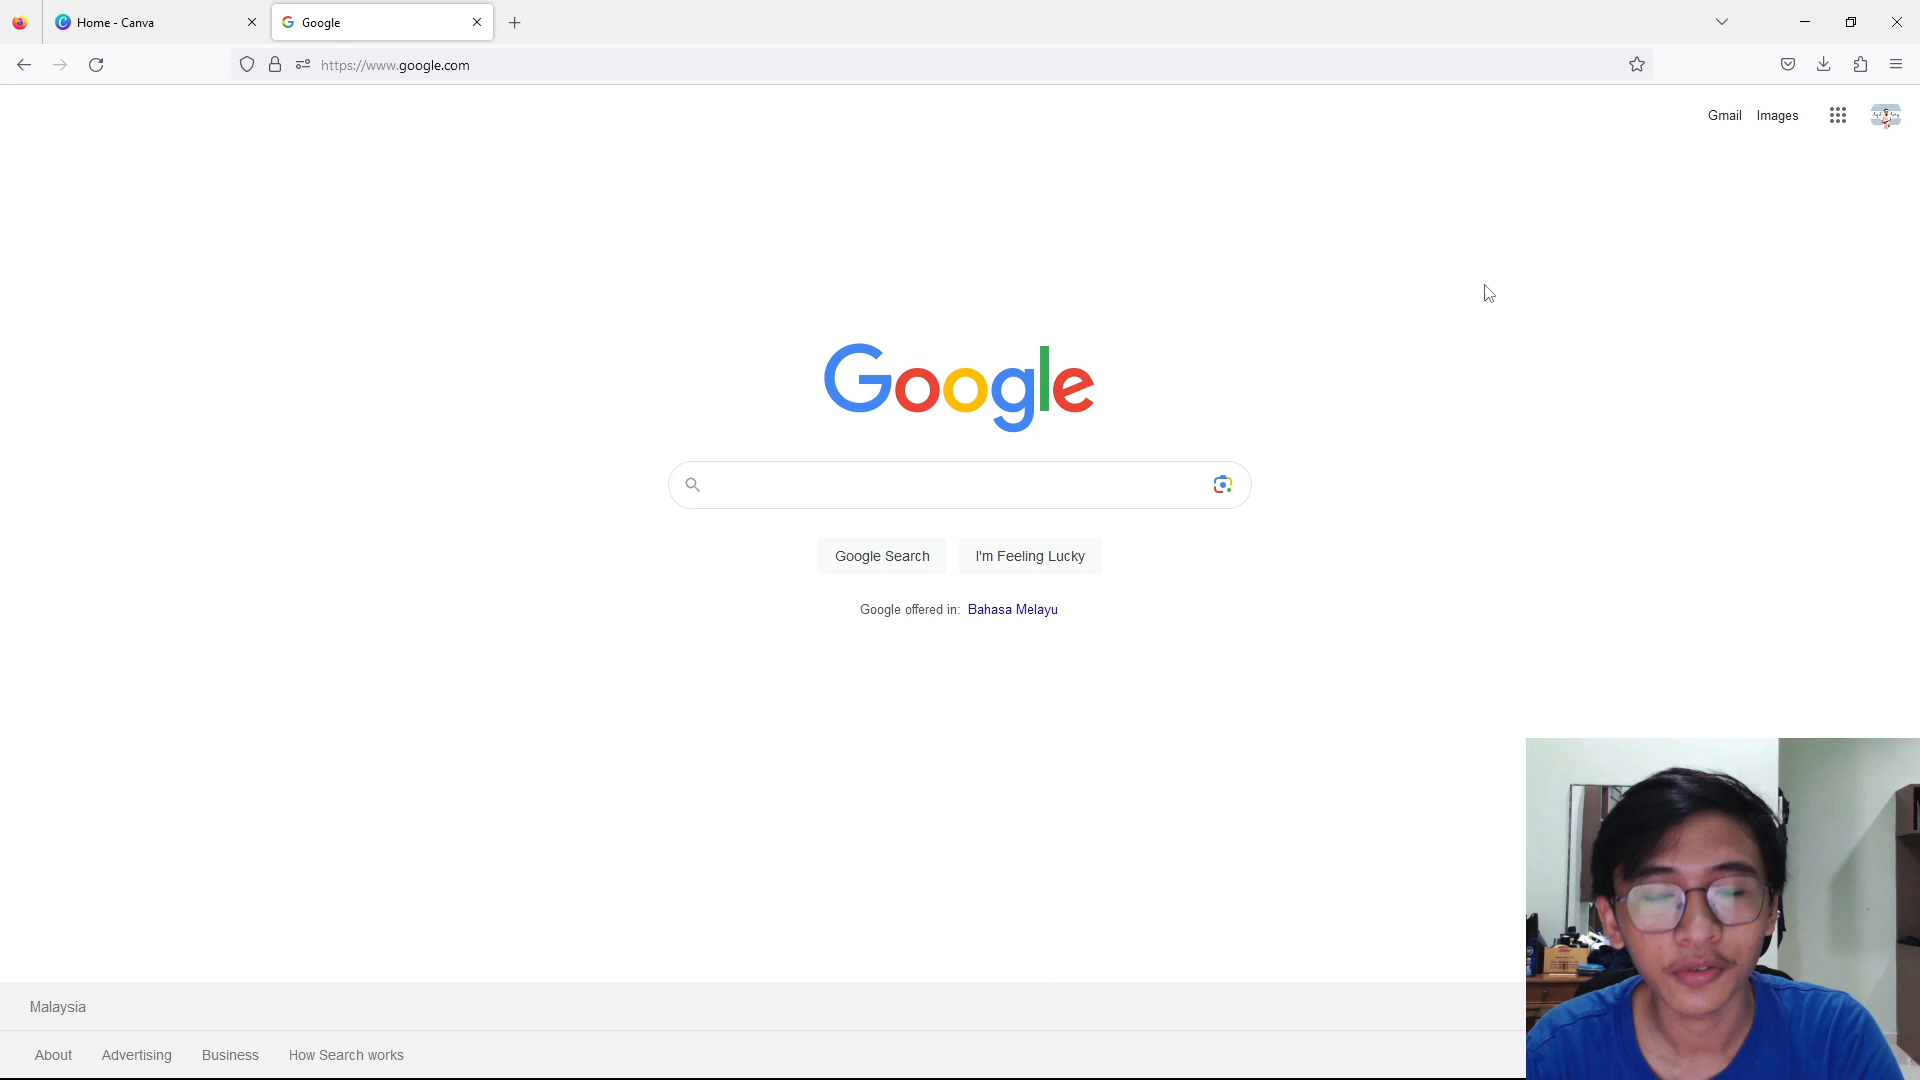 Home - Canva
Google
https://www.google.com
Gmail Images
Google
Google Search I'm Feeling Lucky
Google offered in: Bahasa Melayu
Malaysia
About Advertising Business How Search works